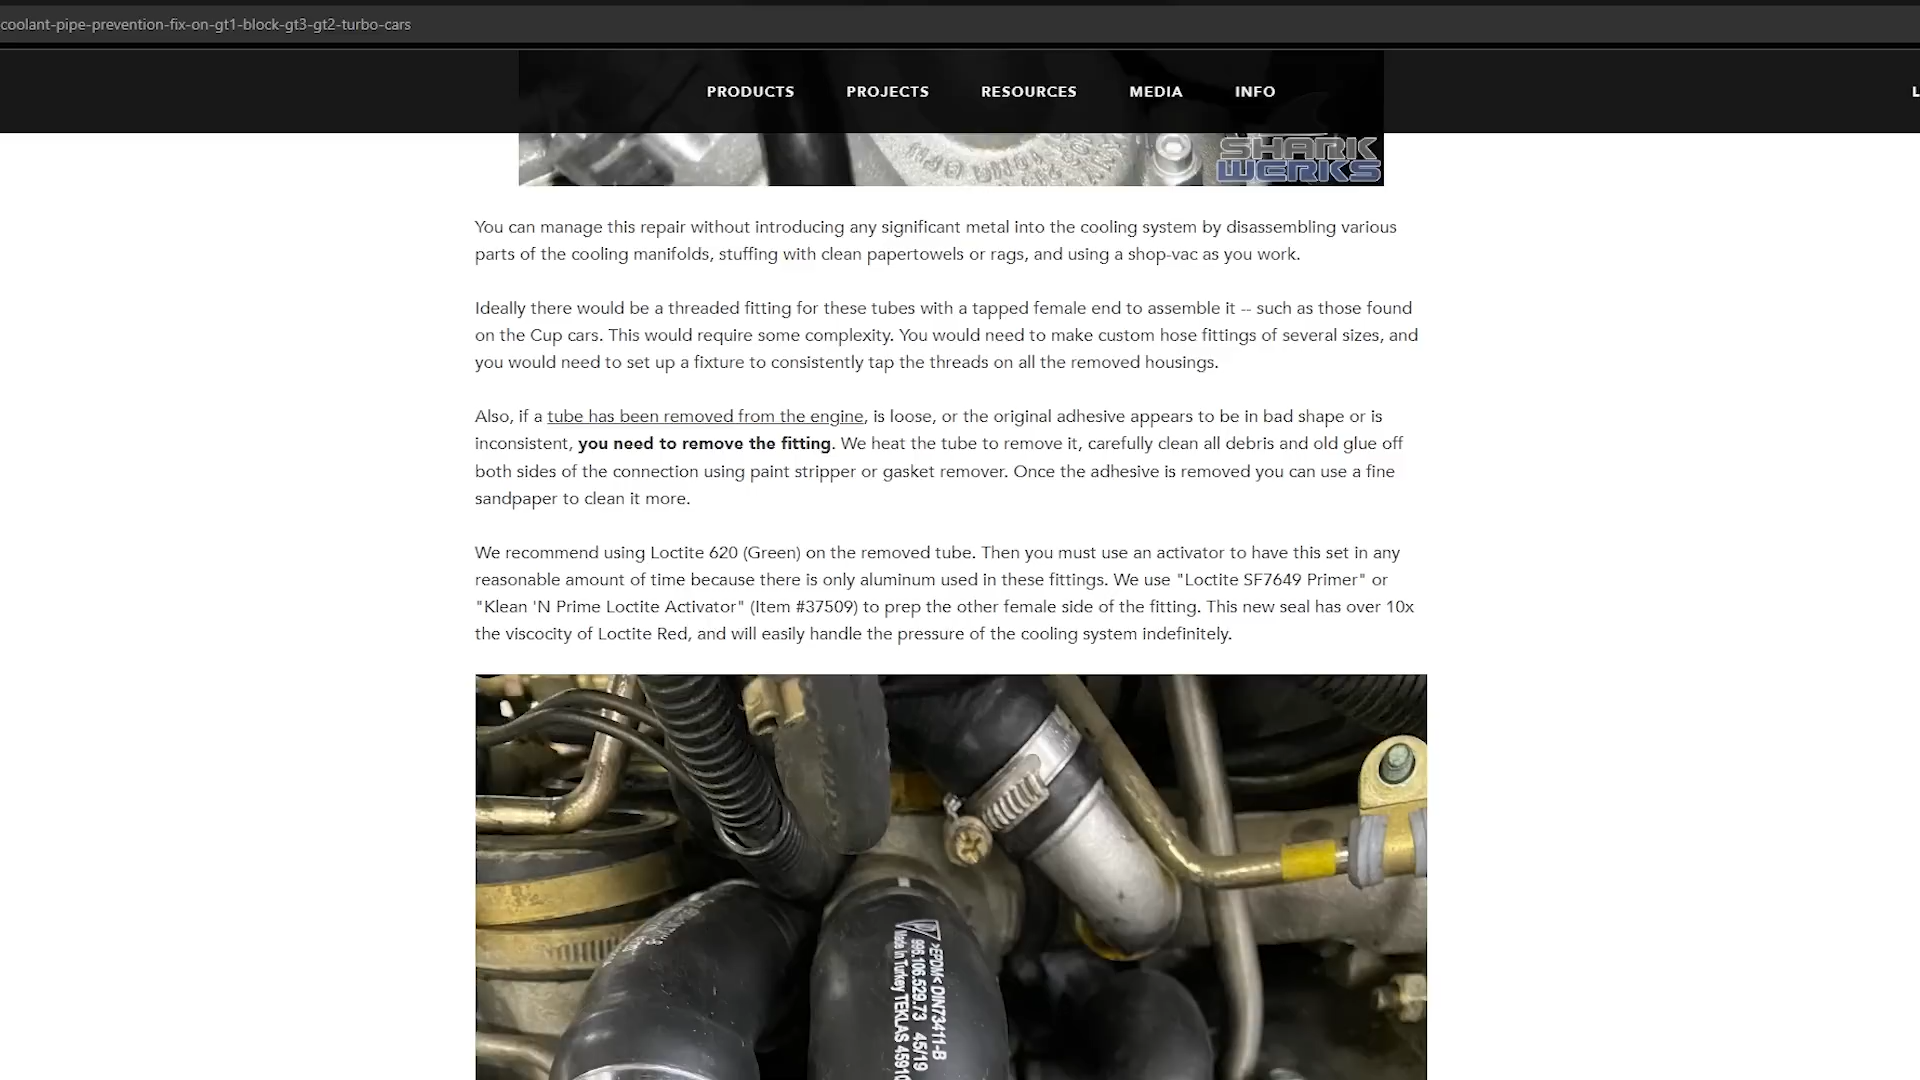 coolant-pipe-prevention-fix-on-gt1-block-gt3-gt2-turbo-cars
PRODUCTS PROJECTS RESOURCES MEDIA INFO L
SHARK
WERKS
You can manage this repair without introducing any significant metal into the cooling system by disassembling various
parts of the cooling manifolds, stuffing with clean papertowels or rags, and using a shop-vac as you work.
Ideally there would be a threaded fitting for these tubes with a tapped female end to assemble it -- such as those found
on the Cup cars. This would require some complexity. You would need to make custom hose fittings of several sizes, and
you would need to set up a fixture to consistently tap the threads on all the removed housings.
Also, if a tube has been removed from the engine, is loose, or the original adhesive appears to be in bad shape or is
inconsistent, you need to remove the fitting. We heat the tube to remove it, carefully clean all debris and old glue off
both sides of the connection using paint stripper or gasket remover. Once the adhesive is removed you can use a fine
sandpaper to clean it more.
We recommend using Loctite 620 (Green) on the removed tube. Then you must use an activator to have this set in any
reasonable amount of time because there is only aluminum used in these fittings. We use "Loctite SF7649 Primer" or
"Klean 'N Prime Loctite Activator" (Item #37509) to prep the other female side of the fitting. This new seal has over 10x
the viscocity of Loctite Red, and will easily handle the pressure of the cooling system indefinitely.
>EPDM< DIN73411-B
996.106.529.73 45/19
Made in Turkey TEKLAS 45910